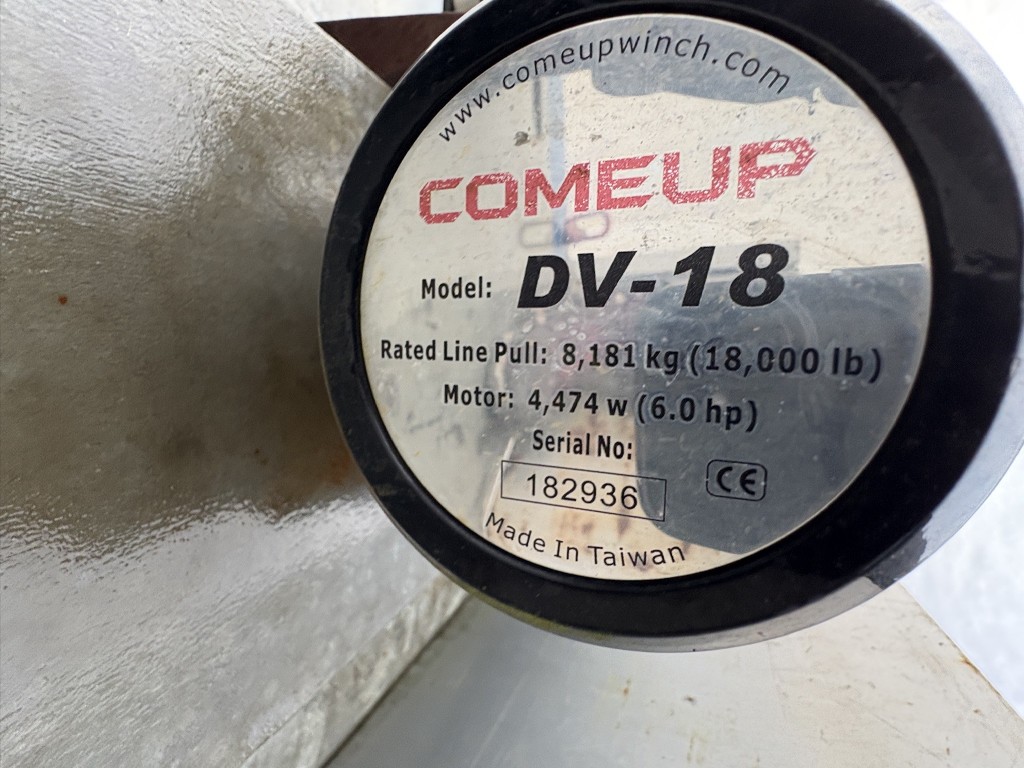 www.comeupwinch.com
COMEUP
Model: DV-18
Rated Line Pull: 8,181 kg (18,000 lb)
Motor: 4,474 w (6.0 hp)
Serial No:
182936
CE
Made In Taiwan